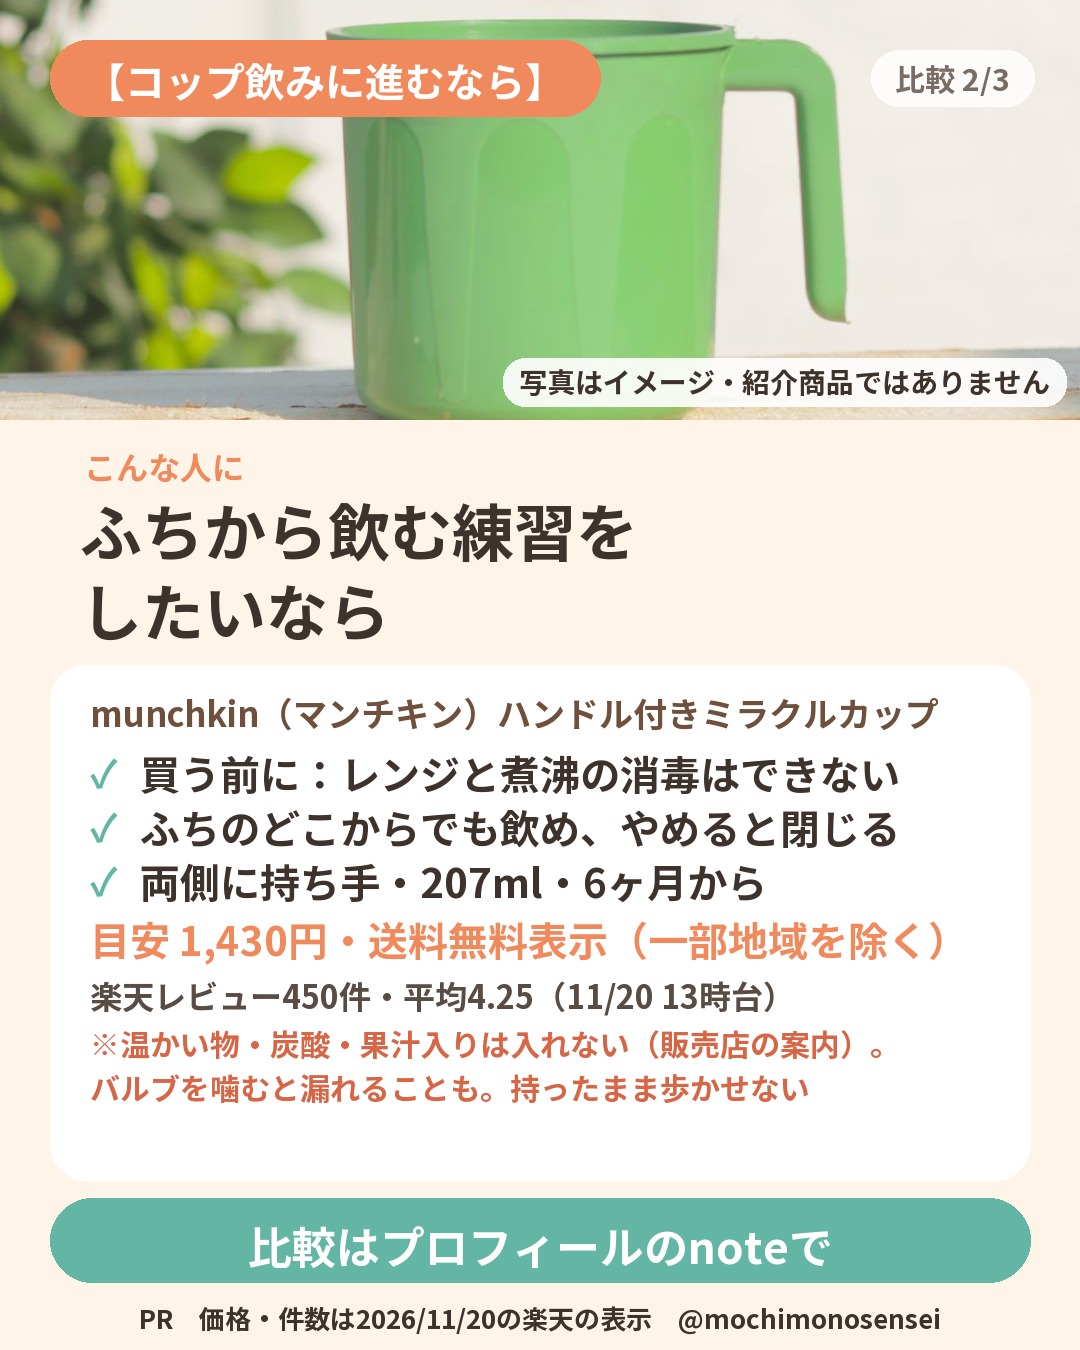 【コップ飲みに進むなら】
比較 2/3
写真はイメージ・紹介商品ではありません
こんな人に
ふちから飲む練習を
したいなら
munchkin（マンチキン）ハンドル付きミラクルカップ
✓ 買う前に：レンジと煮沸の消毒はできない
✓ ふちのどこからでも飲め、やめると閉じる
✓ 両側に持ち手・207ml・6ヶ月から
目安 1,430円・送料無料表示（一部地域を除く）
楽天レビュー450件・平均4.25（11/20 13時台）
※温かい物・炭酸・果汁入りは入れない（販売店の案内）。
バルブを噛むと漏れることも。持ったまま歩かせない
比較はプロフィールのnoteで
PR　価格・件数は2026/11/20の楽天の表示　@mochimonosensei